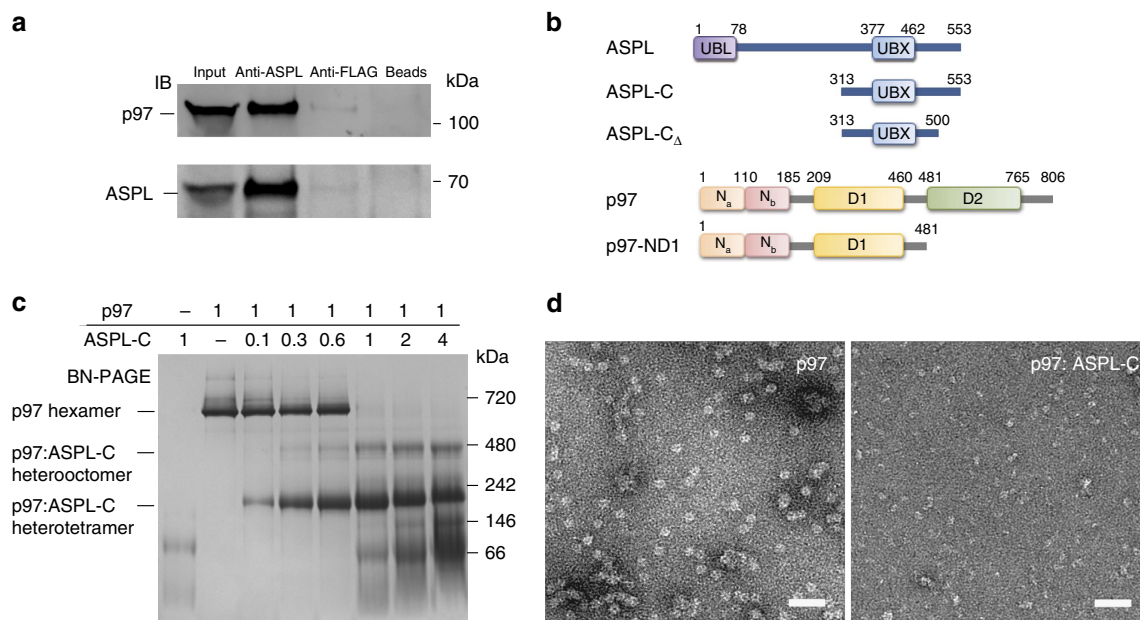 a
IB
Input Anti-ASPL Anti-FLAG Beads
kDa
p97
100
ASPL
70
b
1 78 377 462 553
ASPL UBL UBX
313 553
ASPL-C UBX
313 500
ASPL-CΔ UBX
1 110 185 209 460 481 765 806
p97 Na Nb D1 D2
1 481
p97-ND1 Na Nb D1
c
p97 – 1 1 1 1 1 1 1
ASPL-C 1 – 0.1 0.3 0.6 1 2 4
kDa
BN-PAGE
720
p97 hexamer
480
p97:ASPL-C
heterooctomer
242
p97:ASPL-C
heterotetramer
146
66
d
p97
p97: ASPL-C